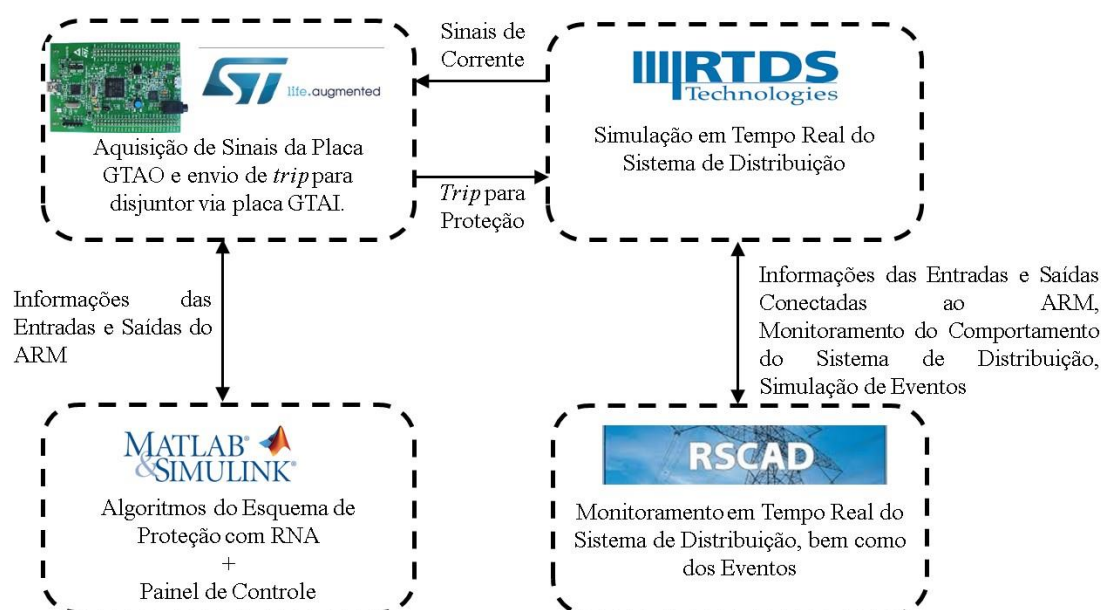 life.augmented
Aquisição de Sinais da Placa
GTAO e envio de trip para
disjuntor via placa GTAI.
Sinais de
Corrente
Trip para
Proteção
RTDS
Technologies
Simulação em Tempo Real do
Sistema de Distribuição
Informações das
Entradas e Saídas do
ARM
Informações das Entradas e Saídas
Conectadas ao ARM,
Monitoramento do Comportamento
do Sistema de Distribuição,
Simulação de Eventos
MATLAB®
&SIMULINK®
Algoritmos do Esquema de
Proteção com RNA
+
Painel de Controle
RSCAD
Monitoramento em Tempo Real do
Sistema de Distribuição, bem como
dos Eventos